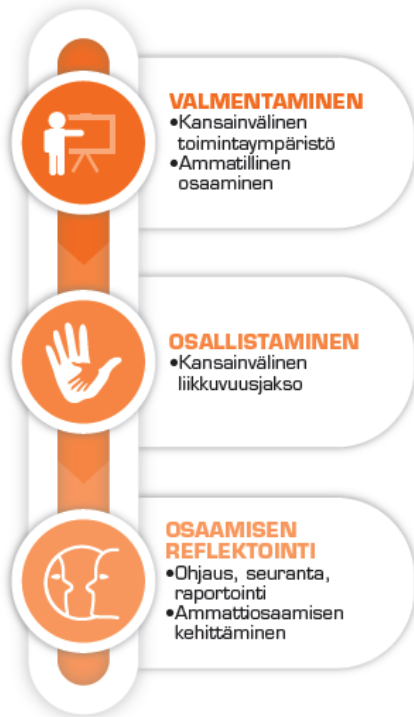 VALMENTAMINEN
•Kansainvälinen
toimintaympäristö
•Ammatillinen
osaaminen
OSALLISTAMINEN
•Kansainvälinen
liikkuvuusjakso
OSAAMISEN
REFLEKTOINTI
•Ohjaus, seuranta,
raportointi
•Ammattiosaamisen
kehittäminen